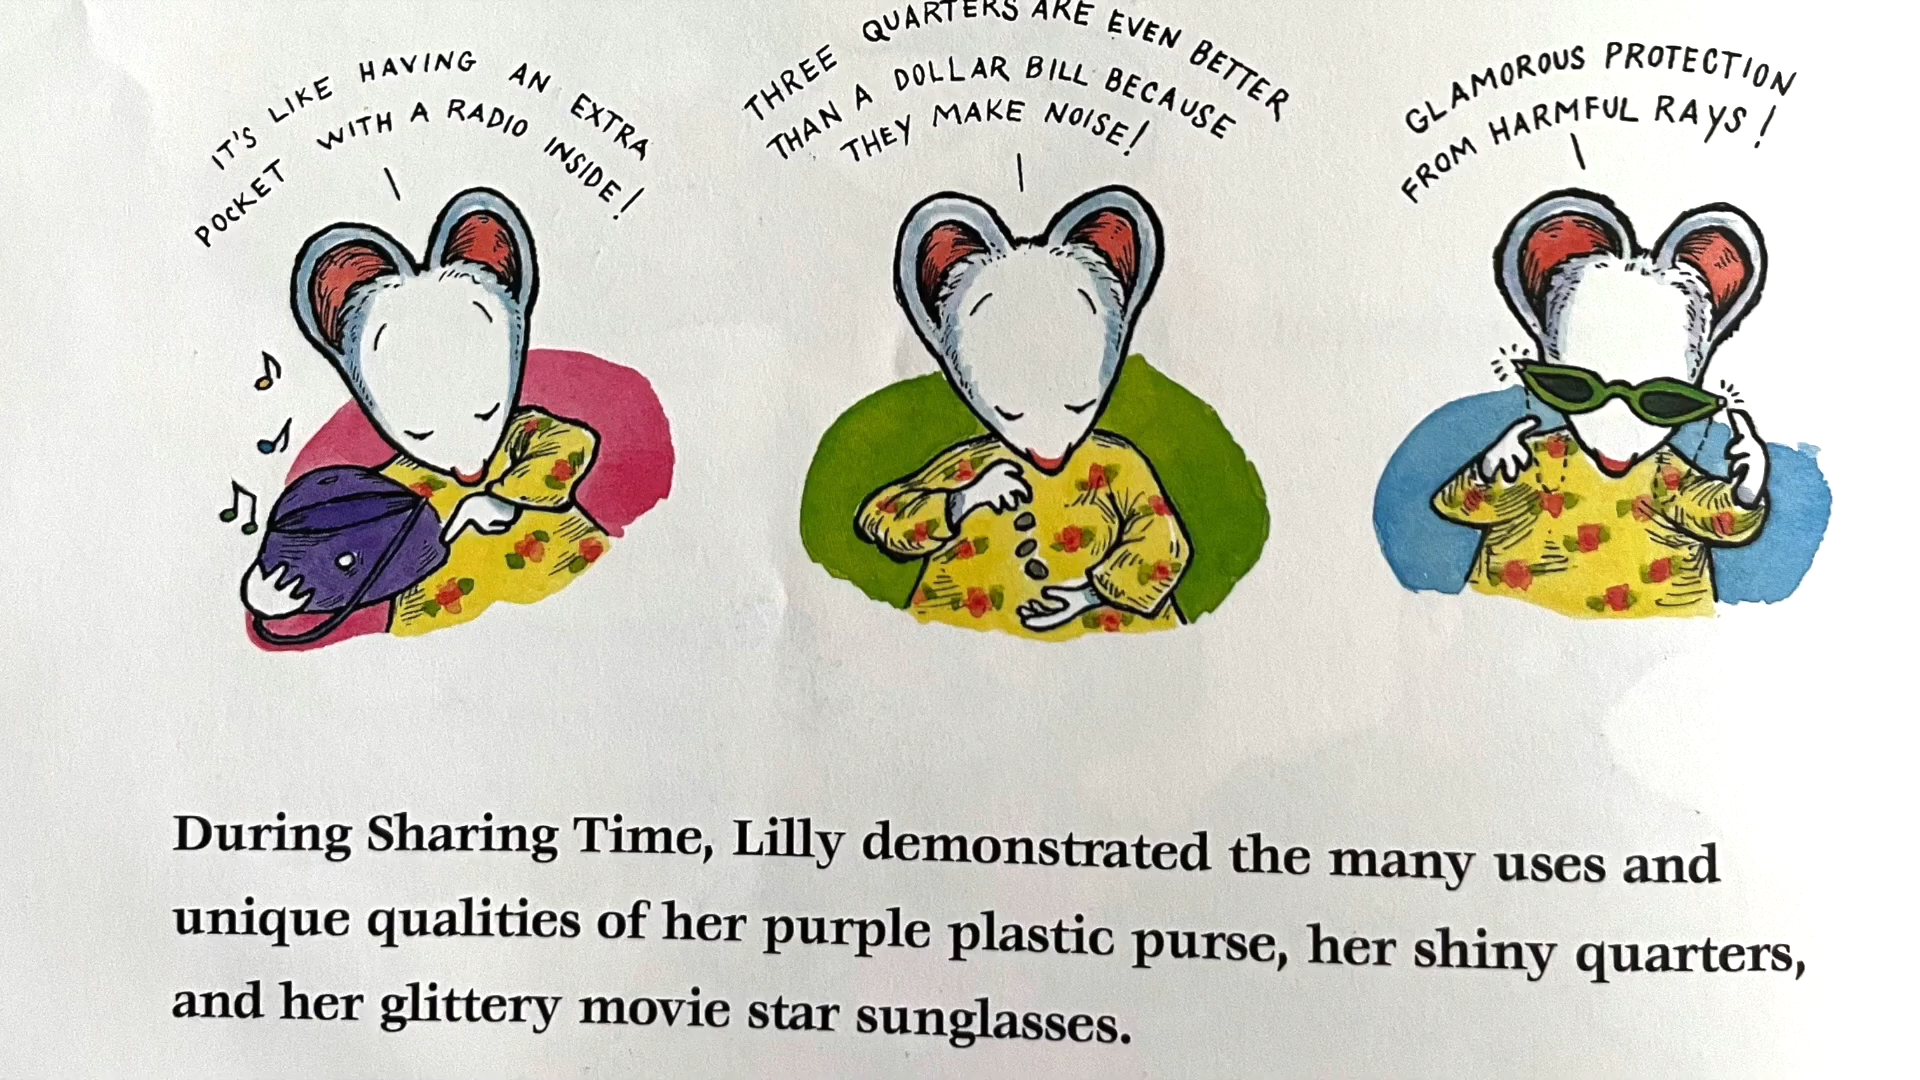 IT'S LIKE HAVING AN EXTRA
POCKET WITH A RADIO INSIDE!
THREE QUARTERS ARE EVEN BETTER
THAN A DOLLAR BILL BECAUSE
THEY MAKE NOISE!
GLAMOROUS PROTECTION
FROM HARMFUL RAYS!
During Sharing Time, Lilly demonstrated the many uses and
unique qualities of her purple plastic purse, her shiny quarters,
and her glittery movie star sunglasses.